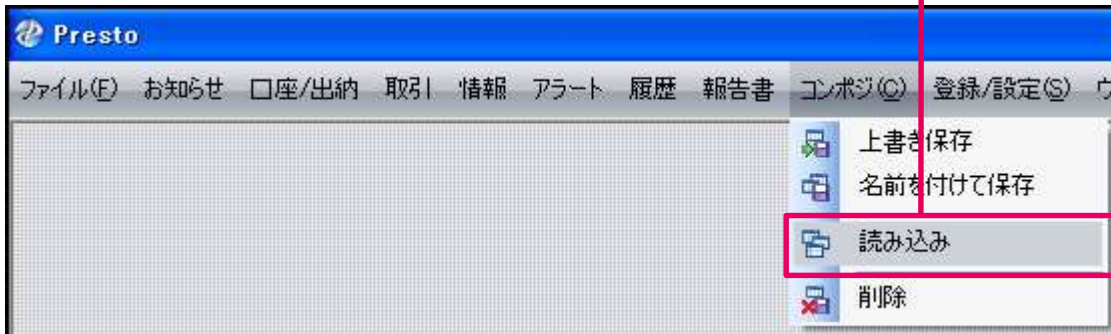 Presto
ファイル(F) お知らせ 口座/出納 取引 情報 アラート 履歴 報告書 コンポジ(C) 登録/設定(S) ウ
上書き保存
名前を付けて保存
読み込み
削除